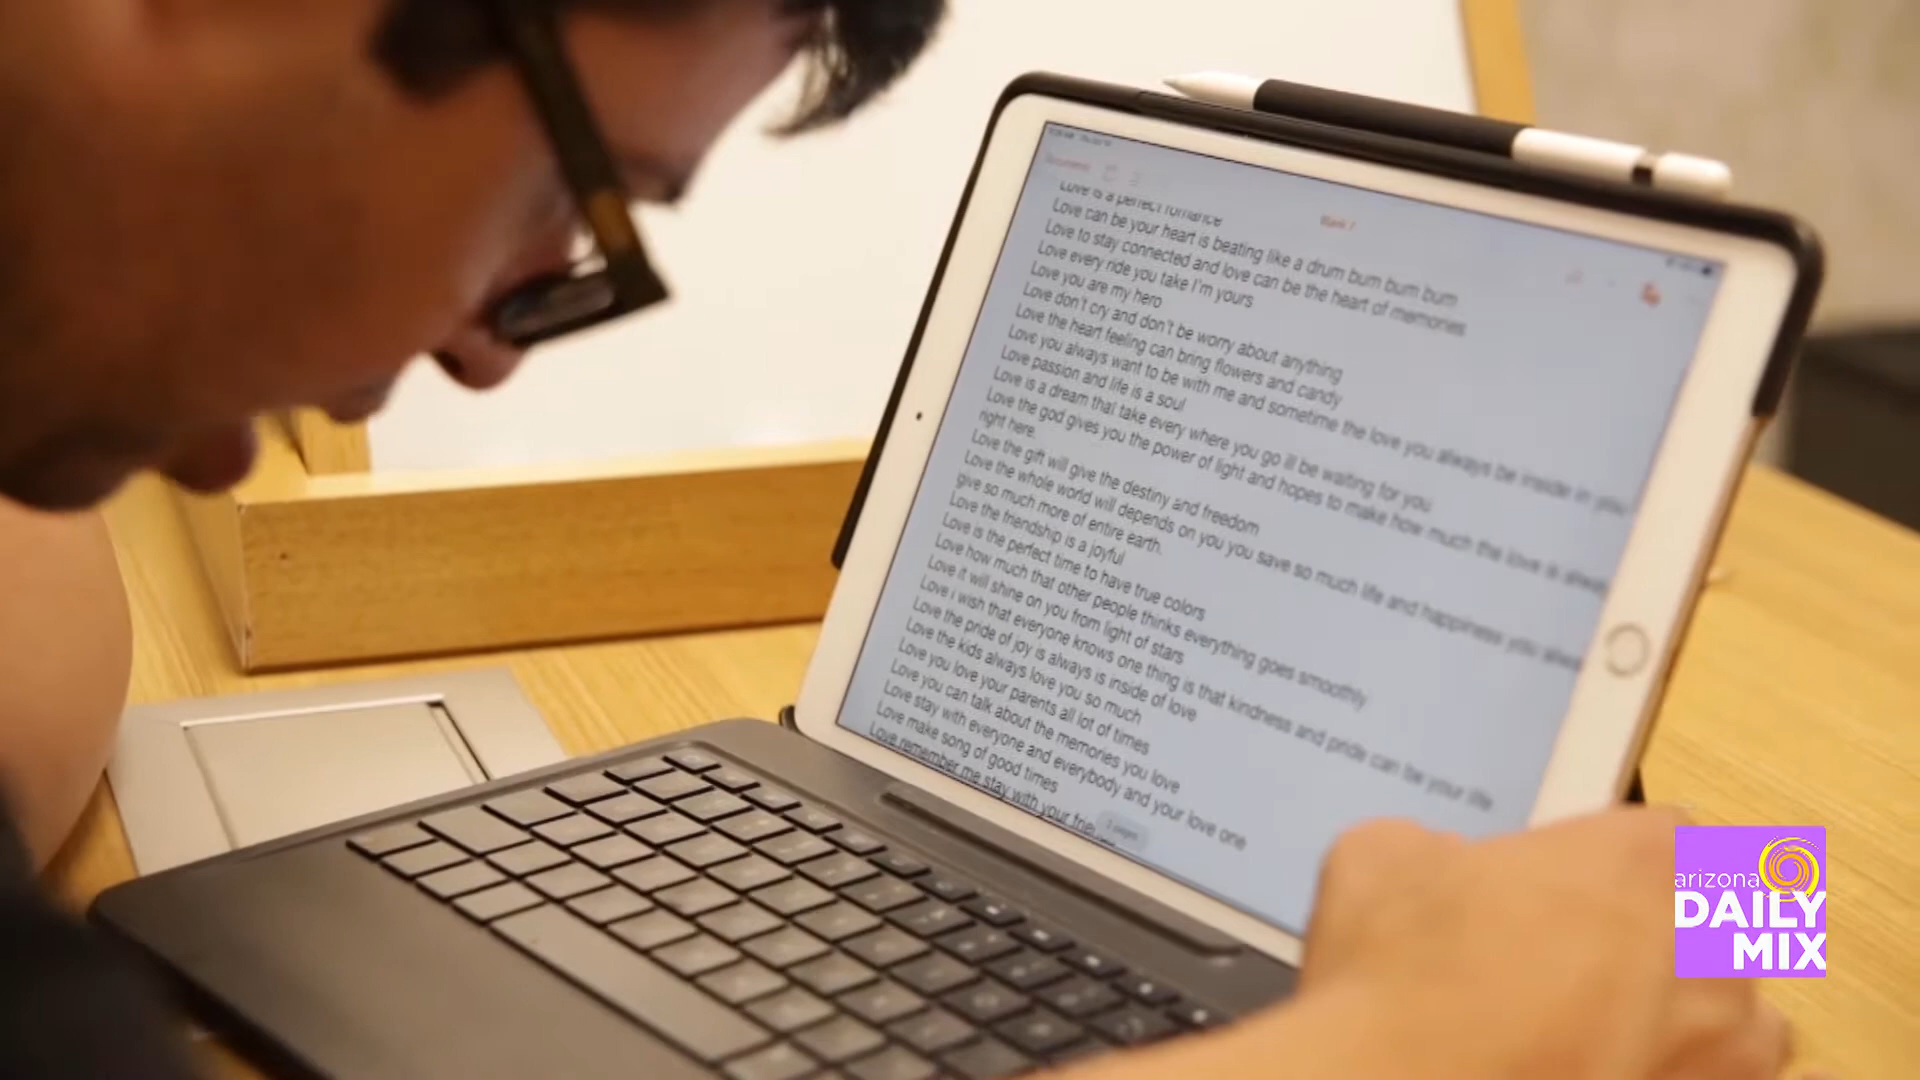 Love is a perfect romance
Love can be your heart is beating like a drum bum bum bum
Love to stay connected and love can be the heart of memories
Love every ride you take I'm yours
Love you are my hero
Love don't cry and don't be worry about anything
Love the heart feeling can bring flowers and candy
Love you always want to be with me and sometime the love you always be inside in you
Love passion and life is a soul
Love is a dream that take every where you go ill be waiting for you
Love the god gives you the power of light and hopes to make how much the love is always
right here.
Love the gift will give the destiny and freedom
Love the whole world will depends on you you save so much life and happiness you always
give so much more of entire earth.
Love the friendship is a joyful
Love is the perfect time to have true colors
Love how much that other people thinks everything goes smoothly
Love it will shine on you from light of stars
Love i wish that everyone knows one thing is that kindness and pride can be your life
Love the pride of joy is always is inside of love
Love the kids always love you so much
Love you love your parents all lot of times
Love you can talk about the memories you love
Love stay with everyone and everybody and your love one
Love make song of good times
Love remember me stay with your
2 pages
arizona
DAILY
MIX